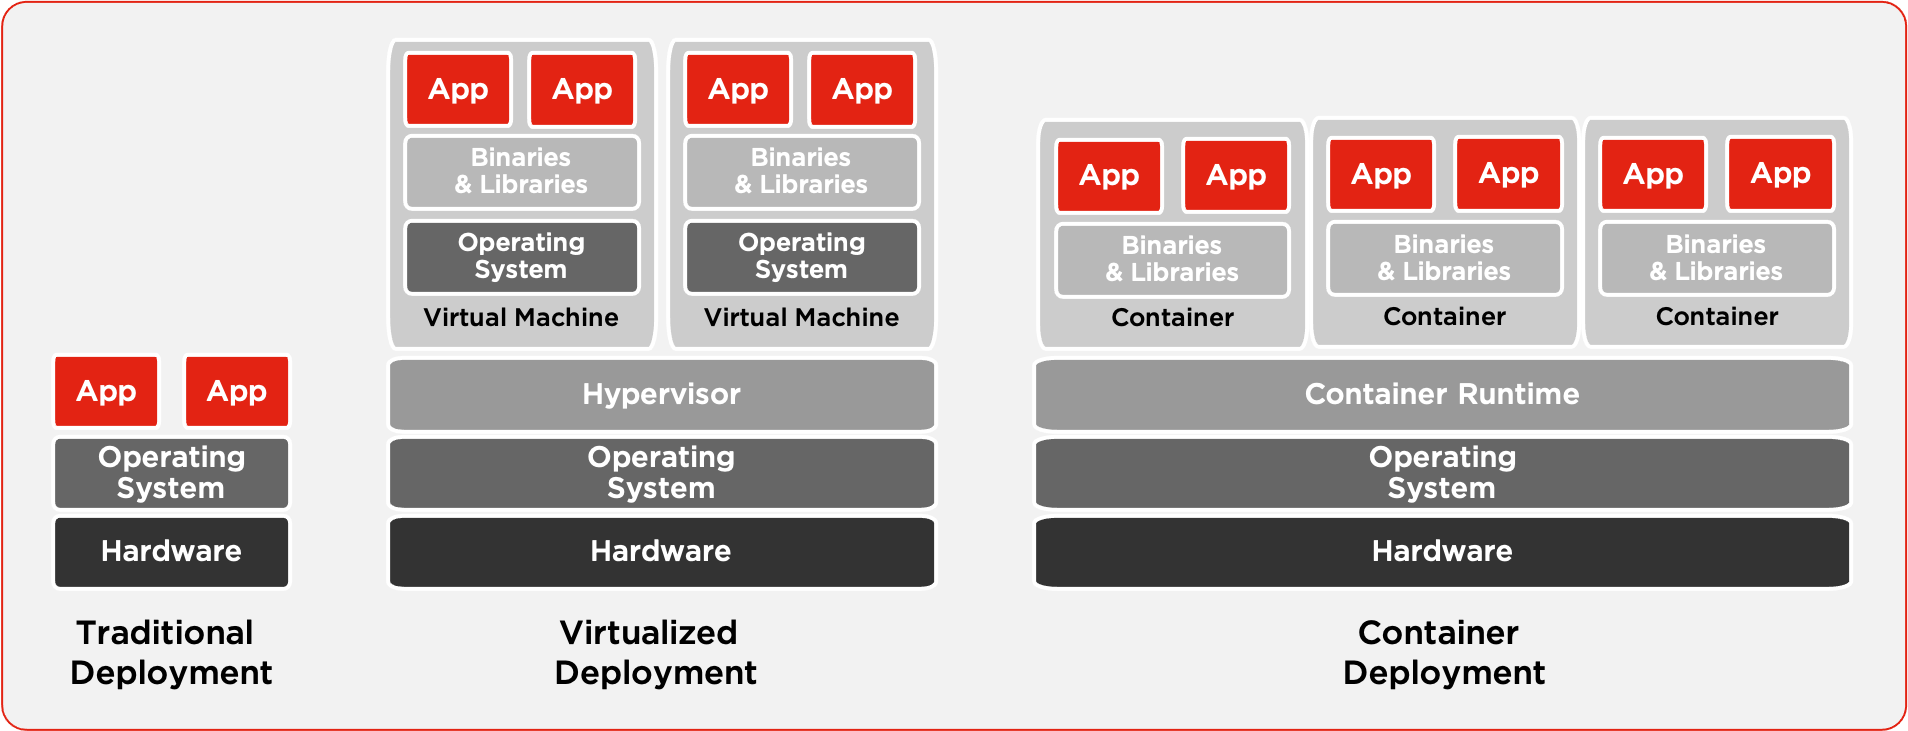 App
App
Operating
System
Hardware
Traditional
Deployment
App
App
Binaries
& Libraries
Operating
System
Virtual Machine
App
App
Binaries
& Libraries
Operating
System
Virtual Machine
Hypervisor
Operating
System
Hardware
Virtualized
Deployment
App
App
Binaries
& Libraries
Container
App
App
Binaries
& Libraries
Container
App
App
Binaries
& Libraries
Container
Container Runtime
Operating
System
Hardware
Container
Deployment